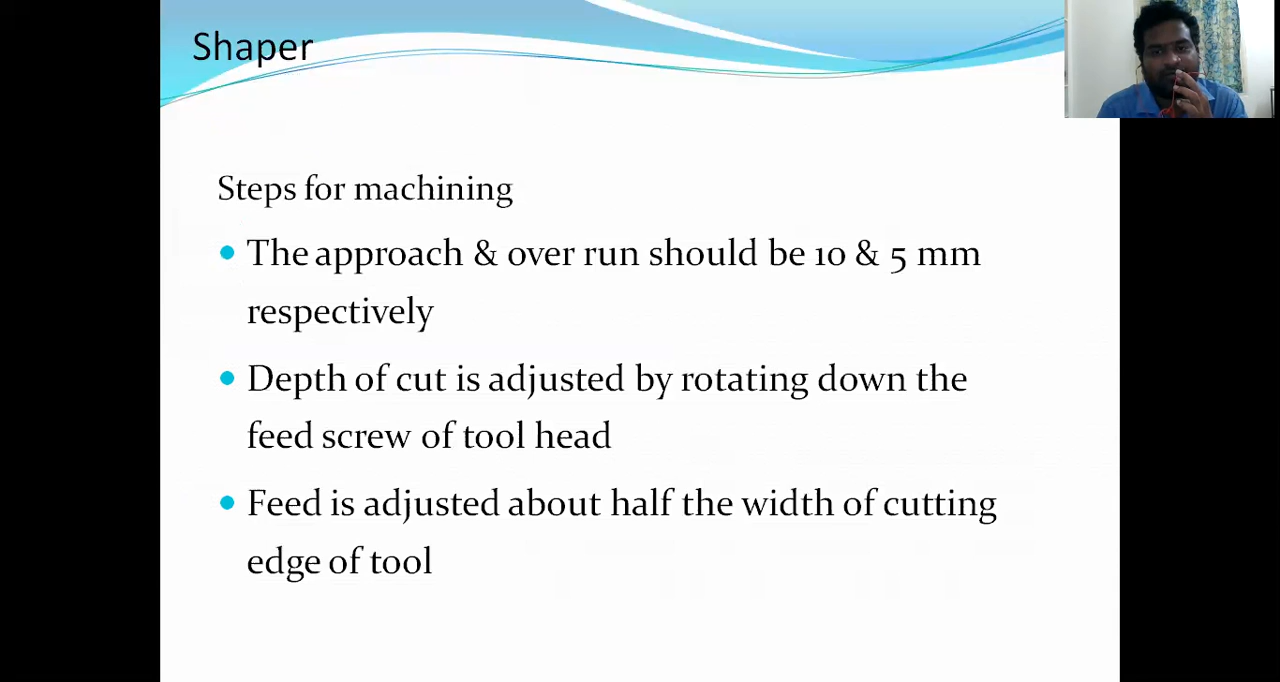 Shaper
Steps for machining
The approach & over run should be 10 & 5 mm
respectively
Depth of cut is adjusted by rotating down the
feed screw of tool head
Feed is adjusted about half the width of cutting
edge of tool